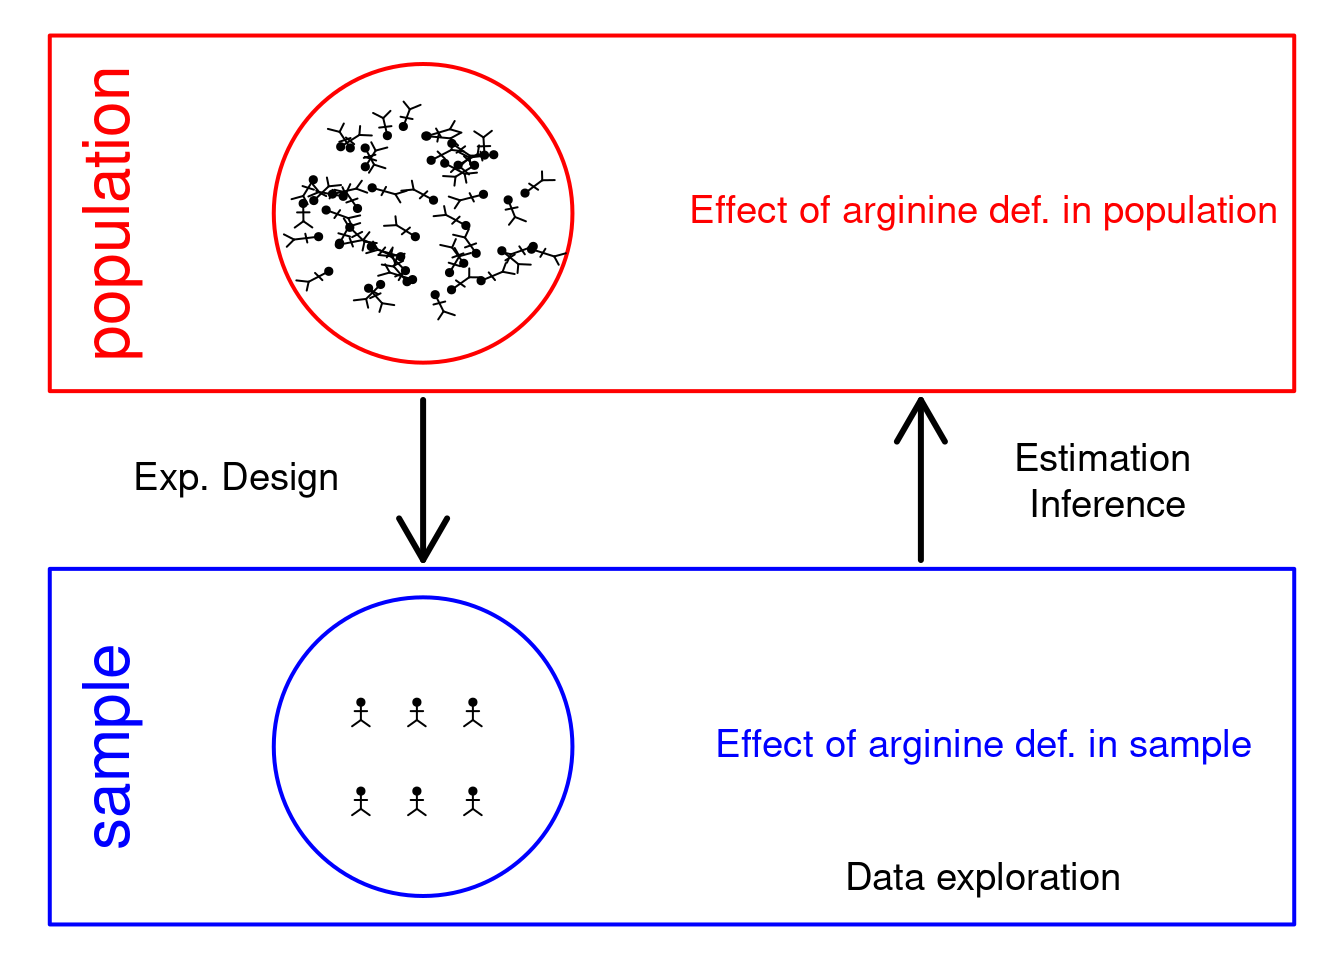 population
Effect of arginine def. in population
Exp. Design
Estimation
Inference
sample
Effect of arginine def. in sample
Data exploration